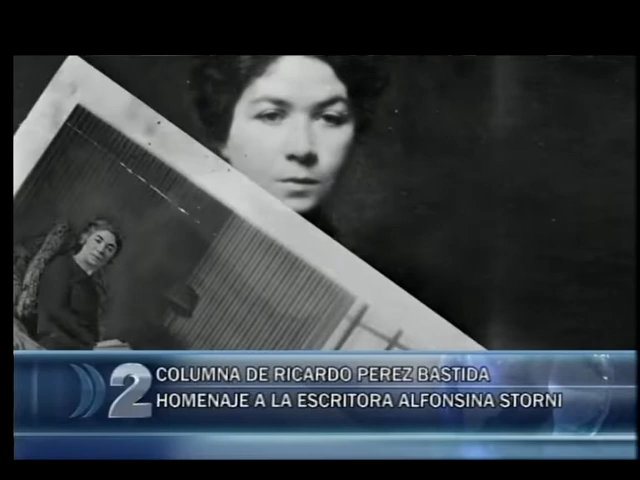 2
COLUMNA DE RICARDO PEREZ BASTIDA
HOMENAJE A LA ESCRITORA ALFONSINA STORNI